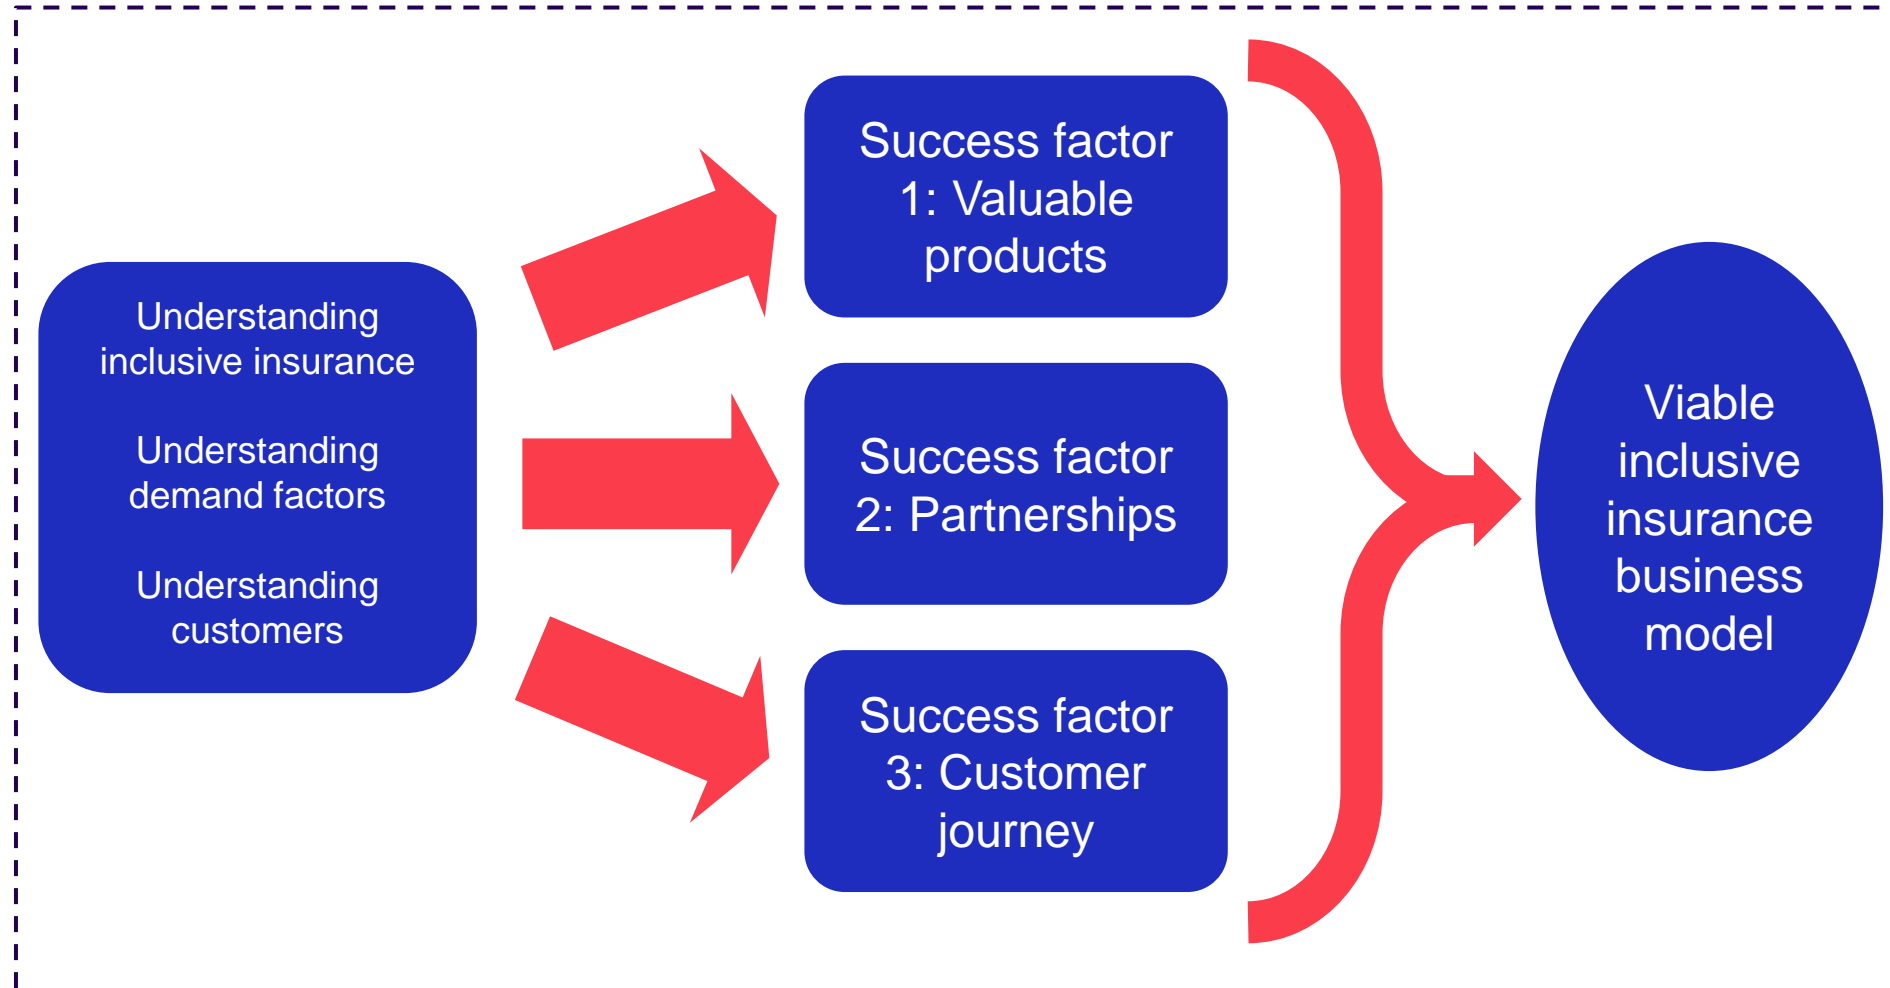 Understanding
inclusive insurance
Understanding
demand factors
Understanding
customers
Success factor
1: Valuable
products
Success factor
2: Partnerships
Success factor
3: Customer
journey
Viable
inclusive
insurance
business
model